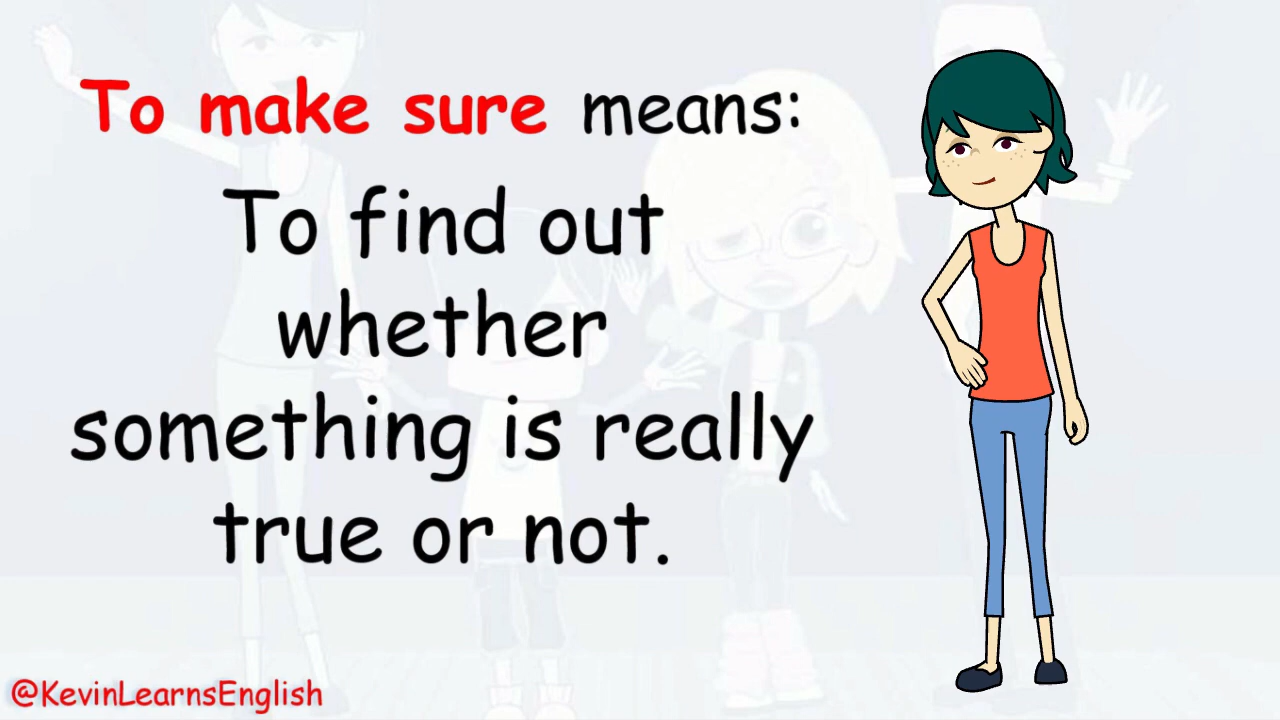 To make sure means:
To find out
whether
something is really
true or not.
@KevinLearnsEnglish